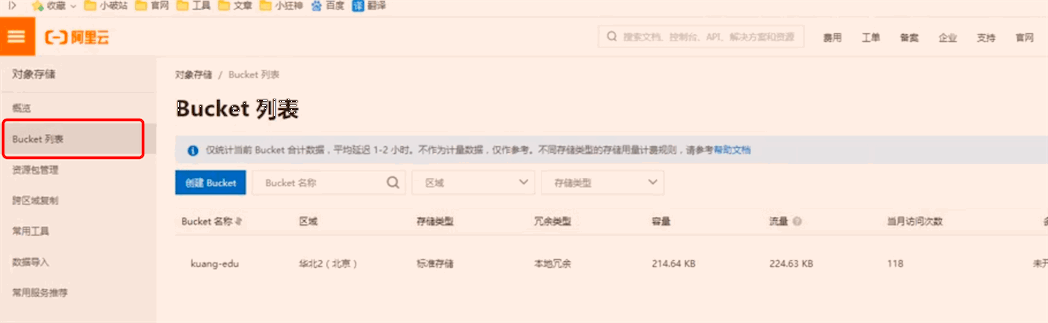 收藏 小破站 官网 工具 文章 小狂神 百度 译 翻译
阿里云 搜索文档、控制台、API、解决方案和资源 费用 工单 备案 企业 支持 官网
对象存储
概览
Bucket 列表
资源包管理
跨区域复制
常用工具
数据导入
常用服务推荐
对象存储 / Bucket 列表
Bucket 列表
仅统计当前 Bucket 合计数据，平均延迟 1-2 小时。不作为计量数据，仅作参考。不同存储类型的存储用量计费规则，请参考帮助文档
创建 Bucket Bucket 名称 区域 存储类型
Bucket 名称 区域 存储类型 冗余类型 容量 流量 当月访问次数
kuang-edu 华北2（北京） 标准存储 本地冗余 214.64 KB 224.63 KB 118 未开